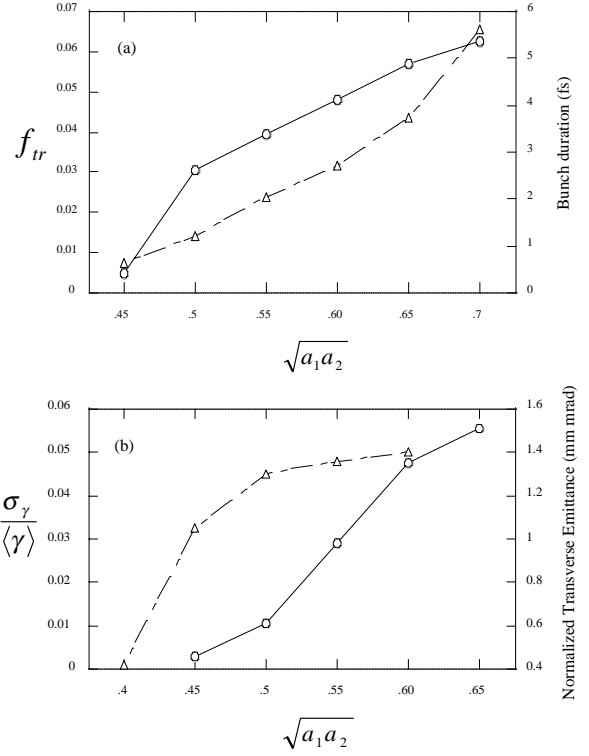 (a)
f_tr
0.07
0.06
0.05
0.04
0.03
0.02
0.01
0
6
5
4
3
2
1
0
Bunch duration (fs)
.45 .5 .55 .60 .65 .7
√a₁a₂
(b)
σ_γ
⟨γ⟩
0.06
0.05
0.04
0.03
0.02
0.01
0
1.6
1.4
1.2
1
0.8
0.6
0.4
Normalized Transverse Emittance (mm mrad)
.4 .45 .5 .55 .60 .65
√a₁a₂